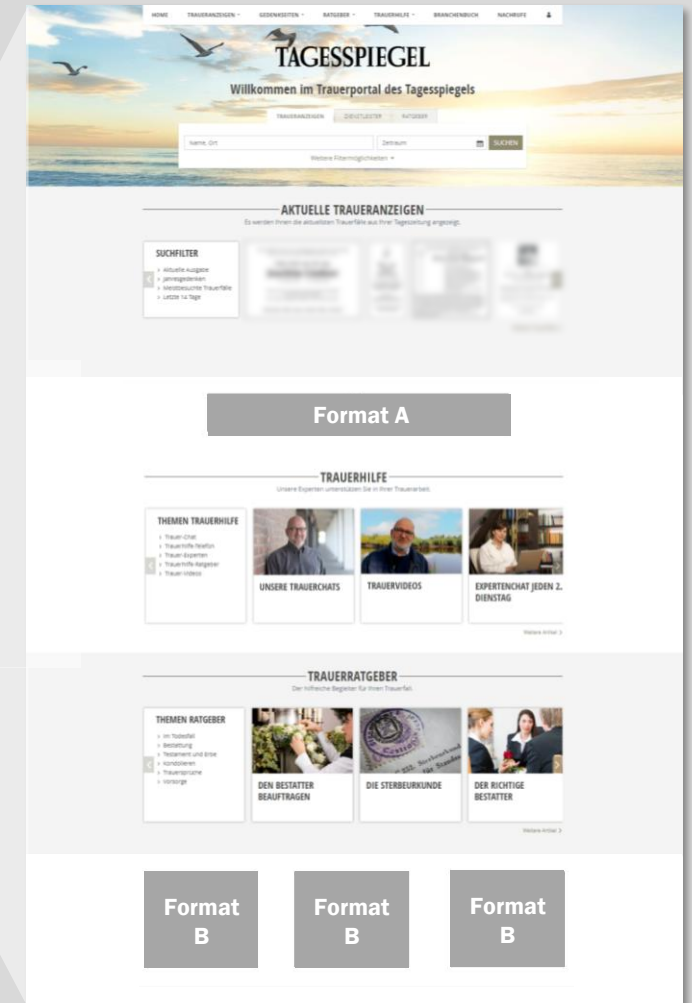 HOME TRAUERANZEIGEN GEDENKSEITEN RATGEBER TRAUERHILFE BRANCHENBUCH NACHRUFE
TAGESSPIEGEL
Willkommen im Trauerportal des Tagesspiegels
TRAUERANZEIGEN DIENSTLEISTER RATGEBER
Name, Ort Zeitraum SUCHEN
Weitere Filtermöglichkeiten
AKTUELLE TRAUERANZEIGEN
Es werden Ihnen die aktuellsten Trauerfälle aus Ihrer Tageszeitung angezeigt.
SUCHFILTER
› Aktuelle Ausgabe
› Jahresgedenken
› Meistbesuchte Trauerfälle
› Letzte 14 Tage
Format A
TRAUERHILFE
Unsere Experten unterstützen Sie in Ihrer Trauerarbeit.
THEMEN TRAUERHILFE
› Trauer-Chat
› Trauerhilfe-Telefon
› Trauer-Experten
› Trauerhilfe-Ratgeber
› Trauer-Videos
UNSERE TRAUERCHATS
TRAUERVIDEOS
EXPERTENCHAT JEDEN 2.
DIENSTAG
Weitere Artikel ›
TRAUERRATGEBER
Der hilfreiche Begleiter für Ihren Trauerfall.
THEMEN RATGEBER
› Im Todesfall
› Bestattung
› Testament und Erbe
› Kondolieren
› Trauersprüche
› Vorsorge
DEN BESTATTER
BEAUFTRAGEN
DIE STERBEURKUNDE
DER RICHTIGE
BESTATTER
Weitere Artikel ›
Format
B
Format
B
Format
B